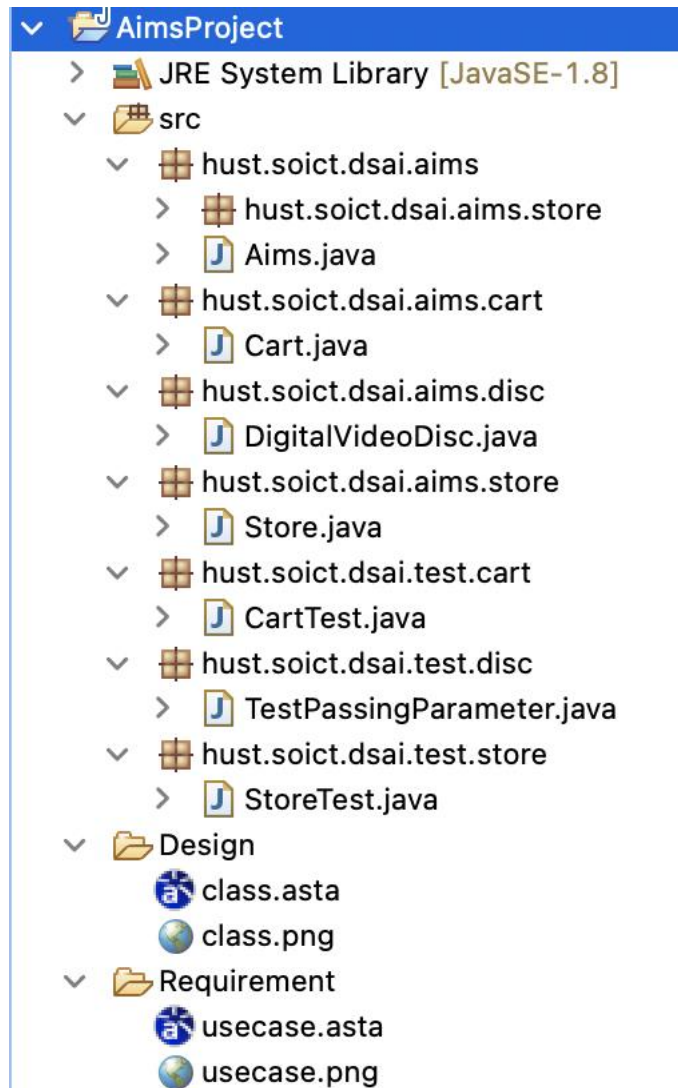 AimsProject
JRE System Library [JavaSE-1.8]
src
hust.soict.dsai.aims
hust.soict.dsai.aims.store
Aims.java
hust.soict.dsai.aims.cart
Cart.java
hust.soict.dsai.aims.disc
DigitalVideoDisc.java
hust.soict.dsai.aims.store
Store.java
hust.soict.dsai.test.cart
CartTest.java
hust.soict.dsai.test.disc
TestPassingParameter.java
hust.soict.dsai.test.store
StoreTest.java
Design
class.asta
class.png
Requirement
usecase.asta
usecase.png